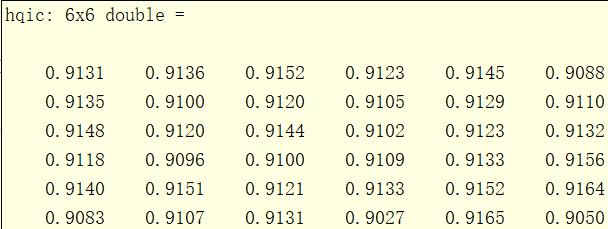 hqic: 6x6 double =
0.9131 0.9136 0.9152 0.9123 0.9145 0.9088
0.9135 0.9100 0.9120 0.9105 0.9129 0.9110
0.9148 0.9120 0.9144 0.9102 0.9123 0.9132
0.9118 0.9096 0.9100 0.9109 0.9133 0.9156
0.9140 0.9151 0.9121 0.9133 0.9152 0.9164
0.9083 0.9107 0.9131 0.9027 0.9165 0.9050